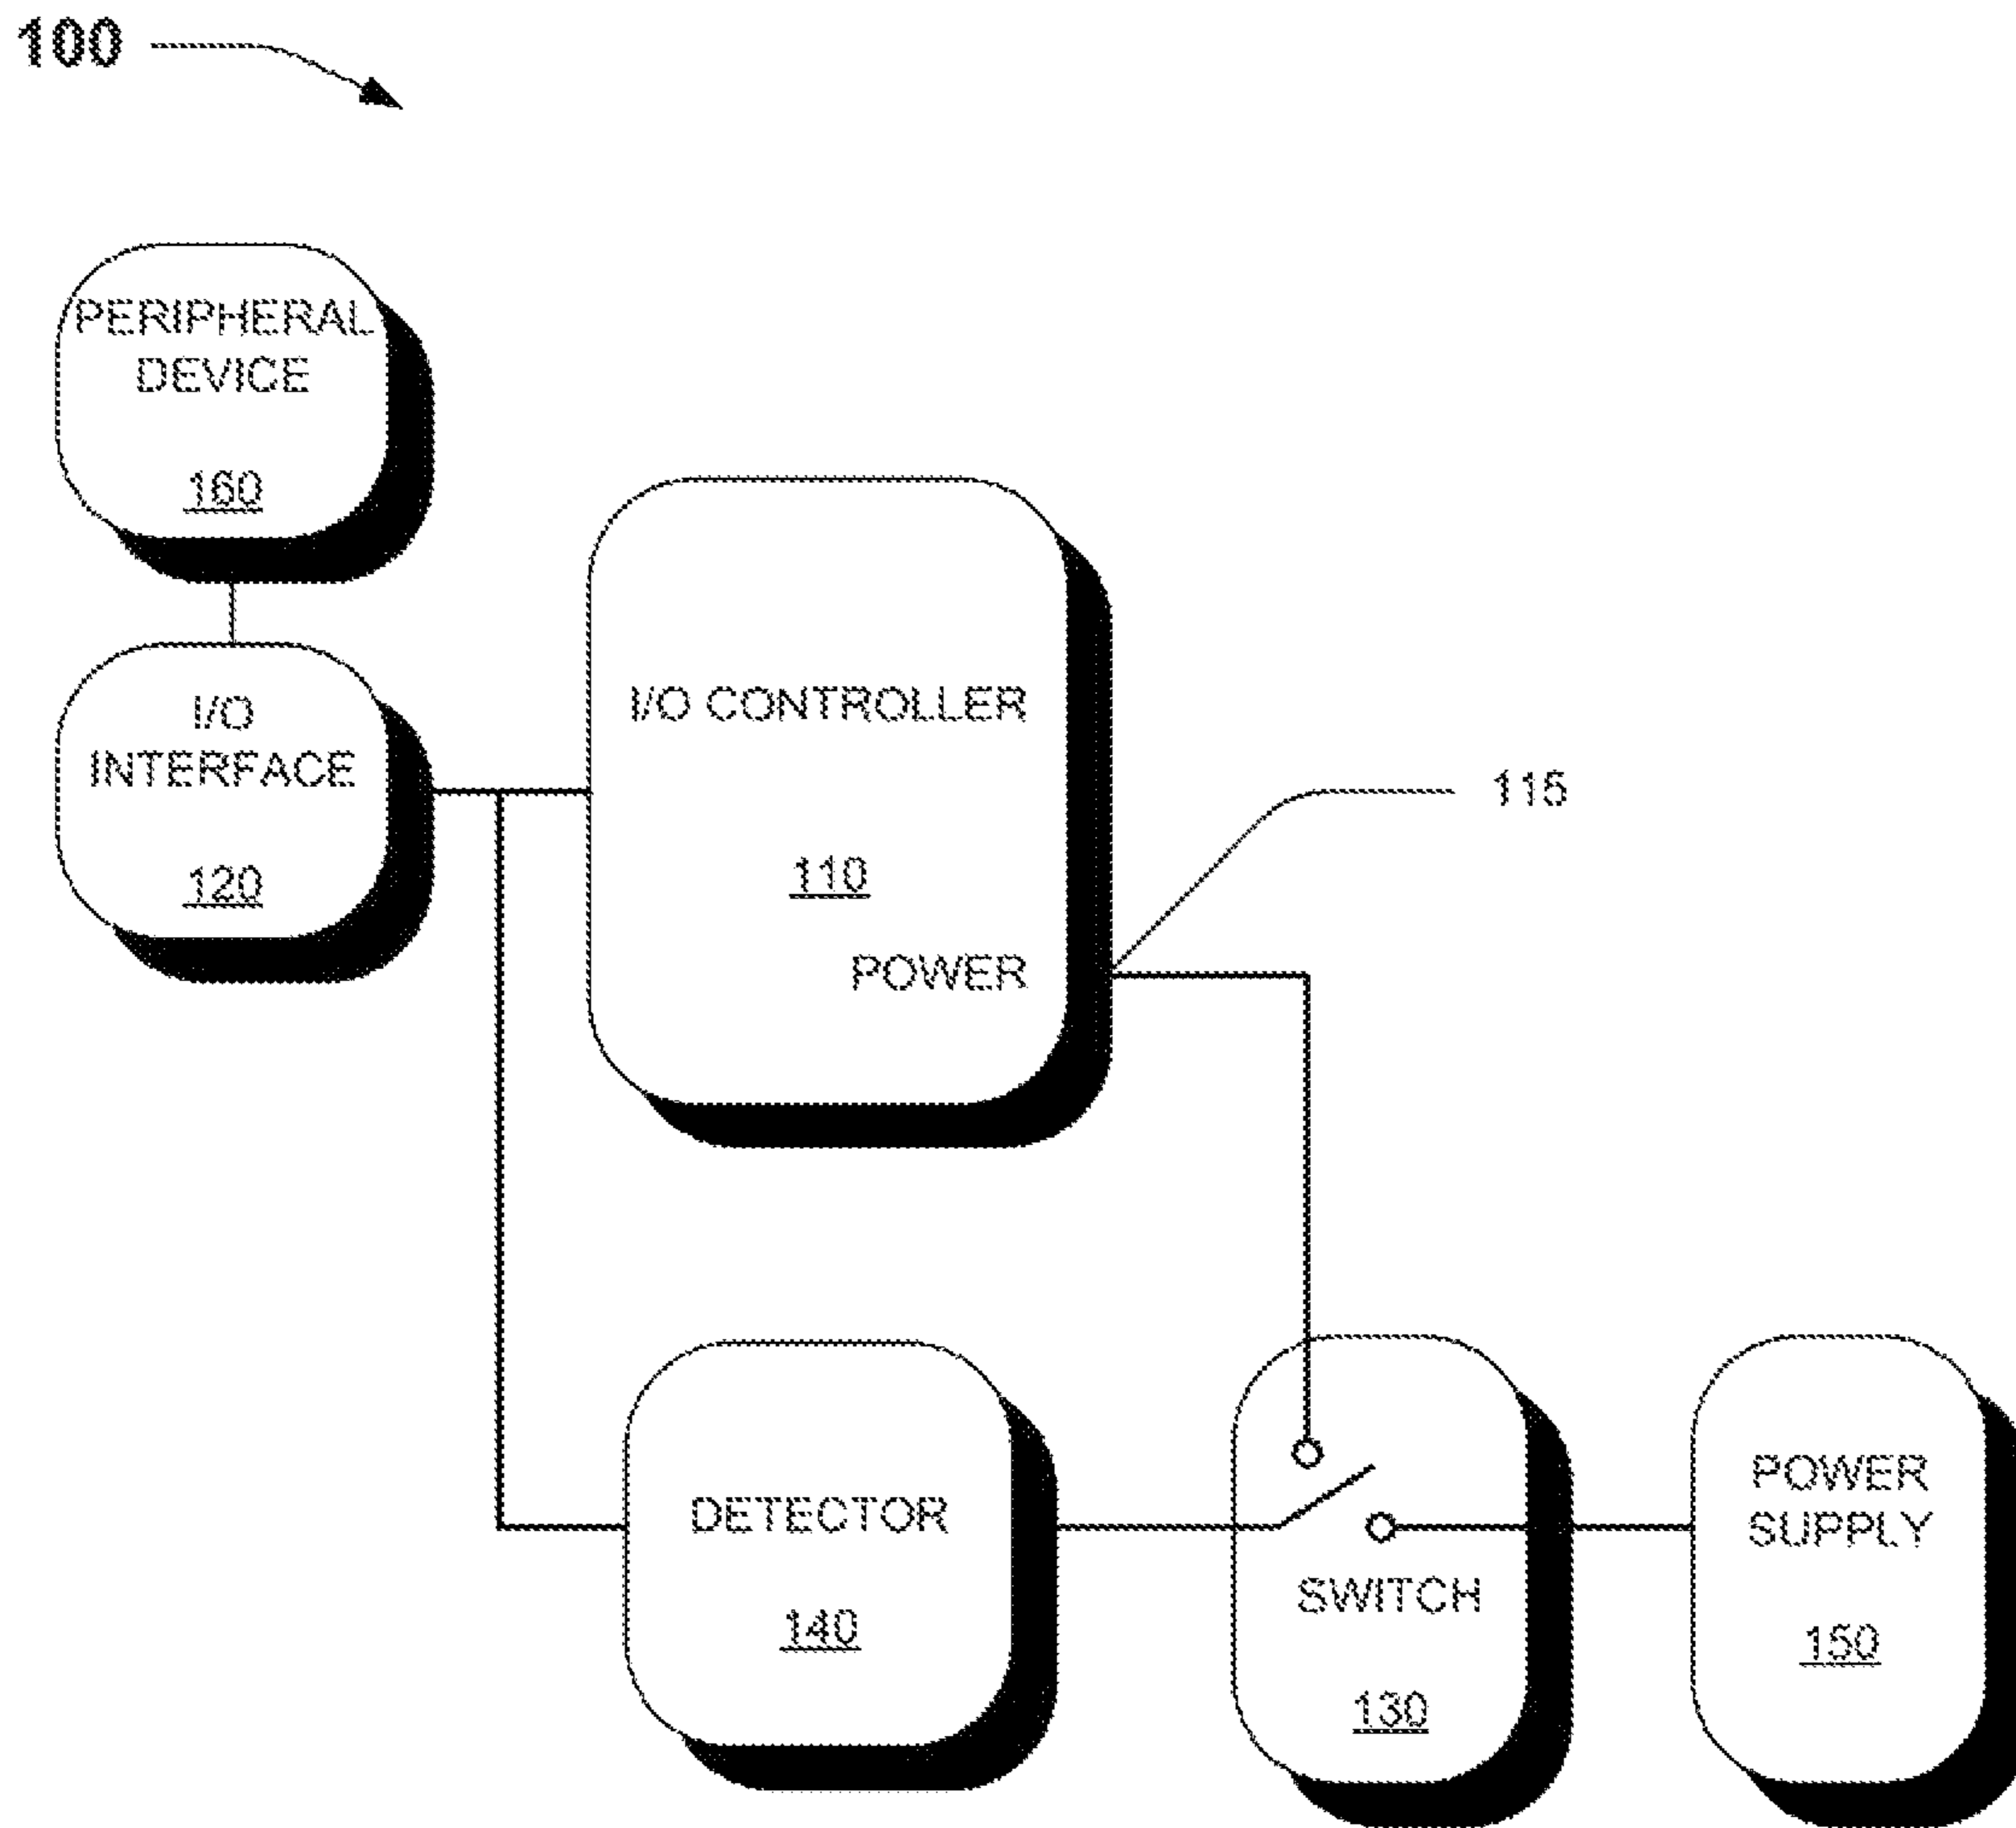 100
PERIPHERAL
DEVICE
160
I/O
INTERFACE
120
I/O CONTROLLER
110
POWER
115
DETECTOR
140
SWITCH
130
POWER
SUPPLY
150